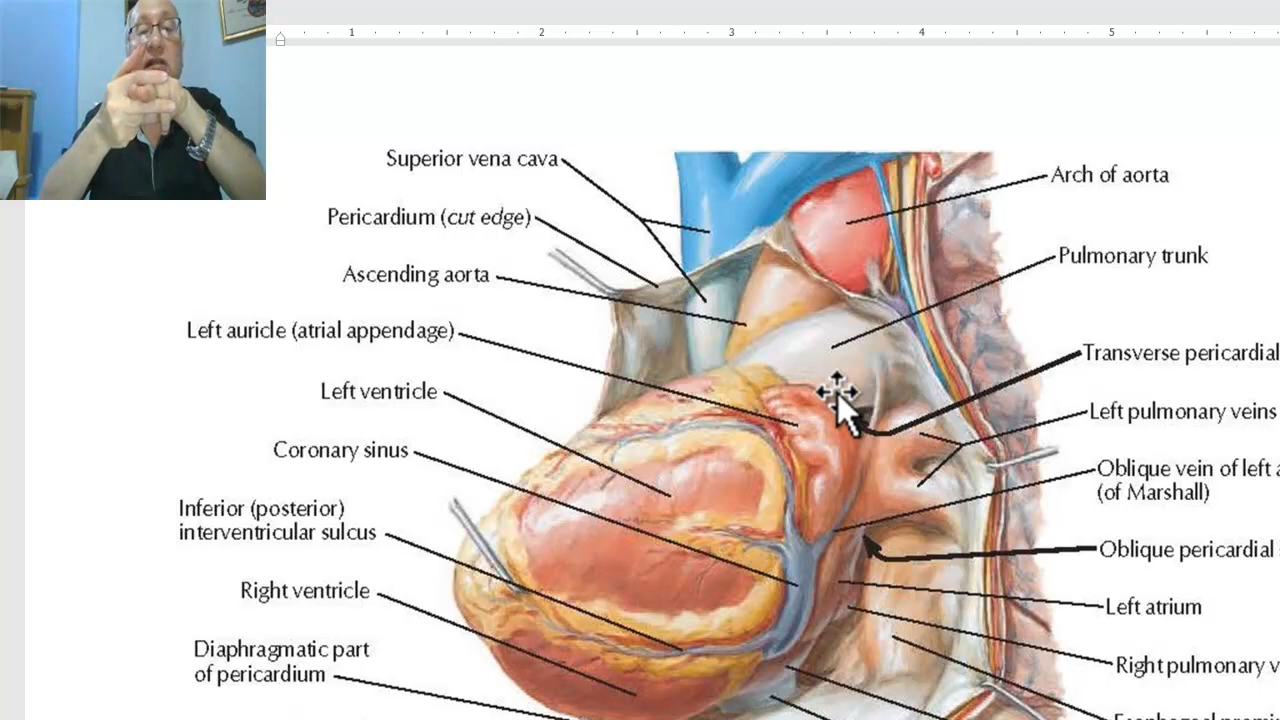 1 2 3 4 5
Superior vena cava
Pericardium (cut edge)
Ascending aorta
Left auricle (atrial appendage)
Left ventricle
Coronary sinus
Inferior (posterior)
interventricular sulcus
Right ventricle
Diaphragmatic part
of pericardium
Arch of aorta
Pulmonary trunk
Transverse pericardial
Left pulmonary veins
Oblique vein of left
(of Marshall)
Oblique pericardial
Left atrium
Right pulmonary